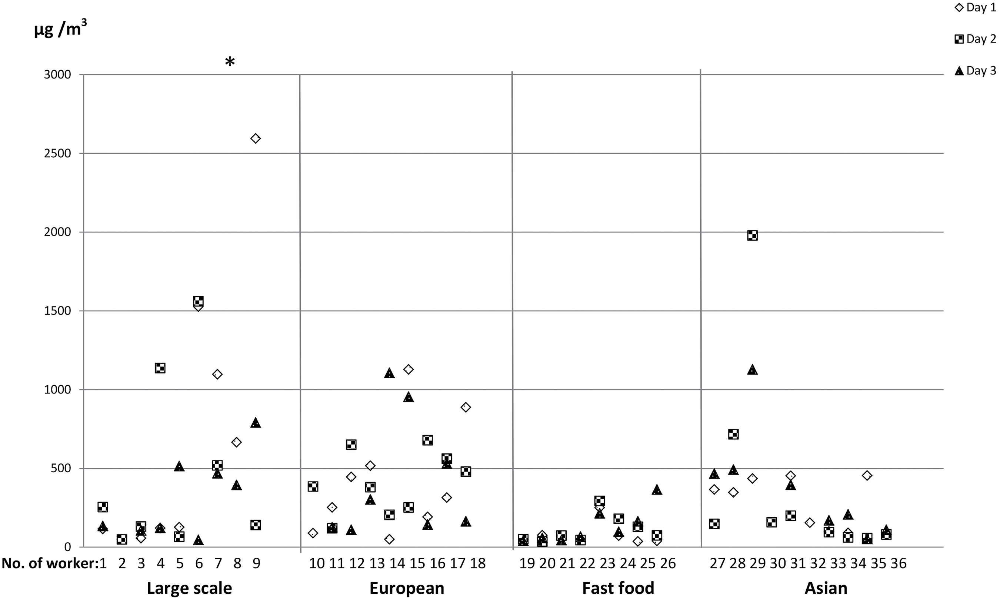 Day 1
µg /m³
Day 2
*
Day 3
3000
2500
2000
1500
1000
500
0
No. of worker: 1 2 3 4 5 6 7 8 9 10 11 12 13 14 15 16 17 18 19 20 21 22 23 24 25 26 27 28 29 30 31 32 33 34 35 36
Large scale European Fast food Asian